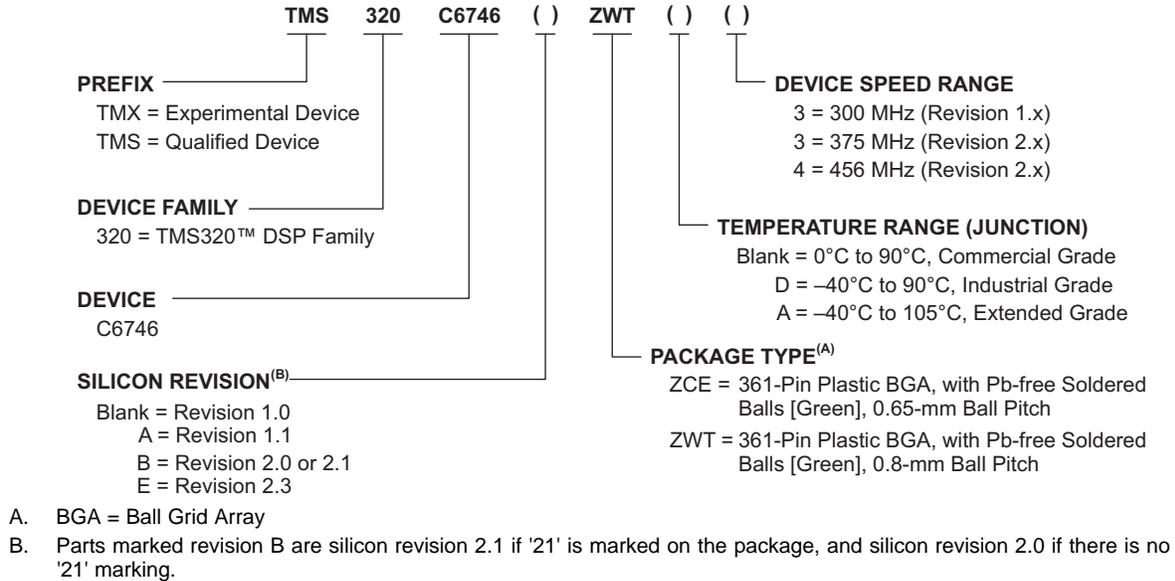 TMS 320 C6746 ( ) ZWT ( ) ( )
PREFIX
TMX = Experimental Device
TMS = Qualified Device
DEVICE FAMILY
320 = TMS320™ DSP Family
DEVICE
C6746
SILICON REVISION(B)
Blank = Revision 1.0
A = Revision 1.1
B = Revision 2.0 or 2.1
E = Revision 2.3
DEVICE SPEED RANGE
3 = 300 MHz (Revision 1.x)
3 = 375 MHz (Revision 2.x)
4 = 456 MHz (Revision 2.x)
TEMPERATURE RANGE (JUNCTION)
Blank = 0°C to 90°C, Commercial Grade
D = –40°C to 90°C, Industrial Grade
A = –40°C to 105°C, Extended Grade
PACKAGE TYPE(A)
ZCE = 361-Pin Plastic BGA, with Pb-free Soldered
Balls [Green], 0.65-mm Ball Pitch
ZWT = 361-Pin Plastic BGA, with Pb-free Soldered
Balls [Green], 0.8-mm Ball Pitch
A. BGA = Ball Grid Array
B. Parts marked revision B are silicon revision 2.1 if '21' is marked on the package, and silicon revision 2.0 if there is no
'21' marking.